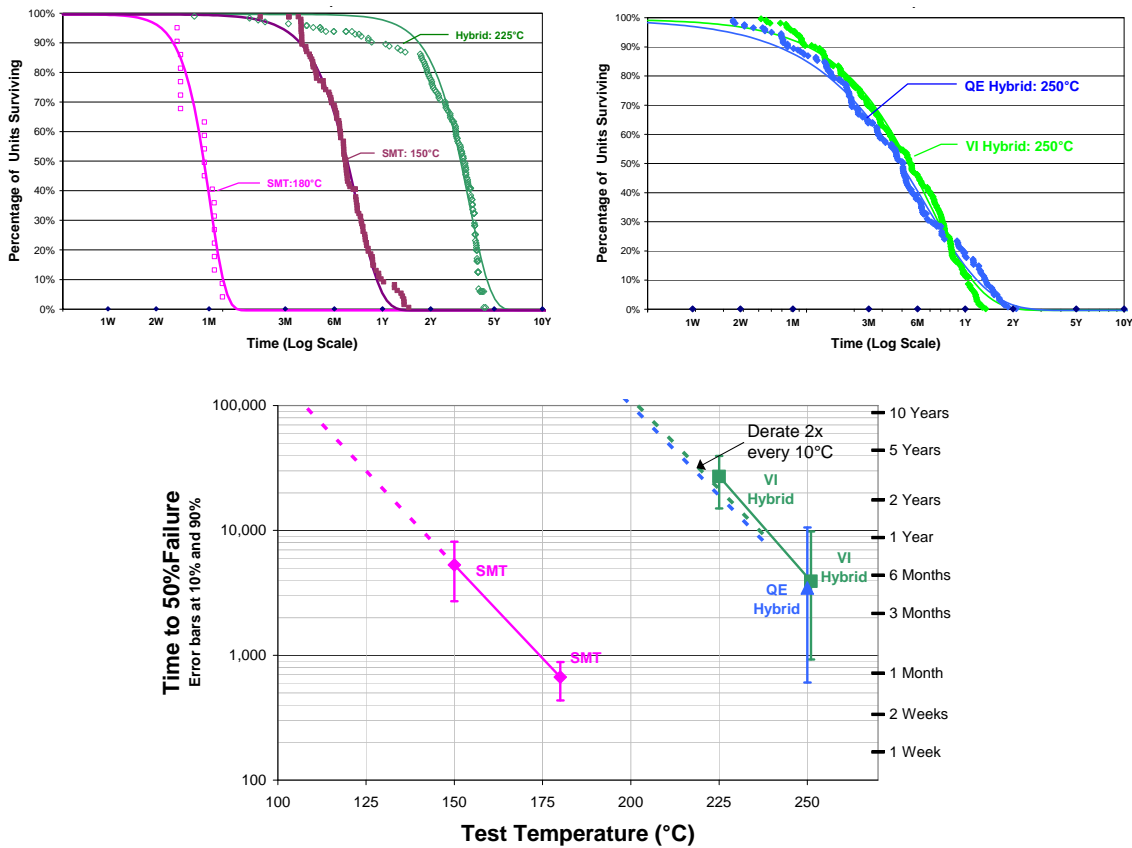 Percentage of Units Surviving
100%
90%
80%
70%
60%
50%
40%
30%
20%
10%
0%
Hybrid: 225°C
SMT: 150°C
SMT:180°C
1W
2W
1M
3M
6M
1Y
2Y
5Y
10Y
Time (Log Scale)
Percentage of Units Surviving
100%
90%
80%
70%
60%
50%
40%
30%
20%
10%
0%
QE Hybrid: 250°C
VI Hybrid: 250°C
1W
2W
1M
3M
6M
1Y
2Y
5Y
10Y
Time (Log Scale)
Time to 50%Failure
Error bars at 10% and 90%
100,000
10,000
1,000
100
Derate 2x
every 10°C
VI
Hybrid
VI
Hybrid
QE
Hybrid
SMT
SMT
10 Years
5 Years
2 Years
1 Year
6 Months
3 Months
1 Month
2 Weeks
1 Week
100
125
150
175
200
225
250
Test Temperature (°C)